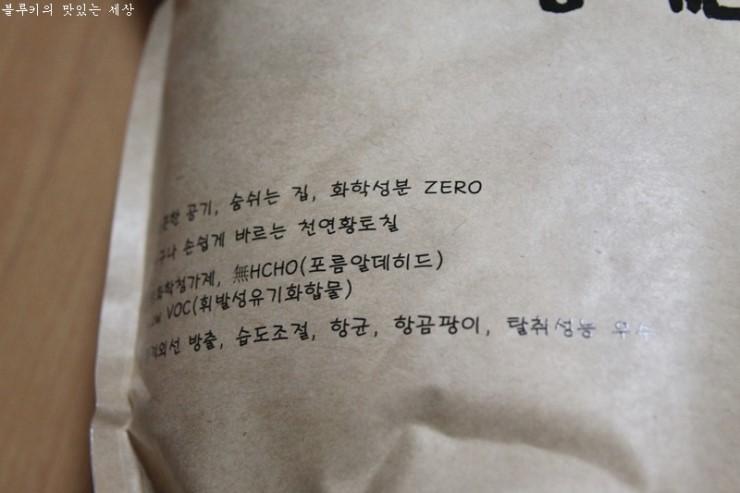 블루키의 맛있는 세상
공기, 숨쉬는 집, 화학성분 ZERO
손쉽게 바르는 천연황토칠
無HCHO(포름알데히드)
VOC(휘발성유기화합물)
방출, 습도조절, 항균, 항곰팡이, 탈취성능 우수